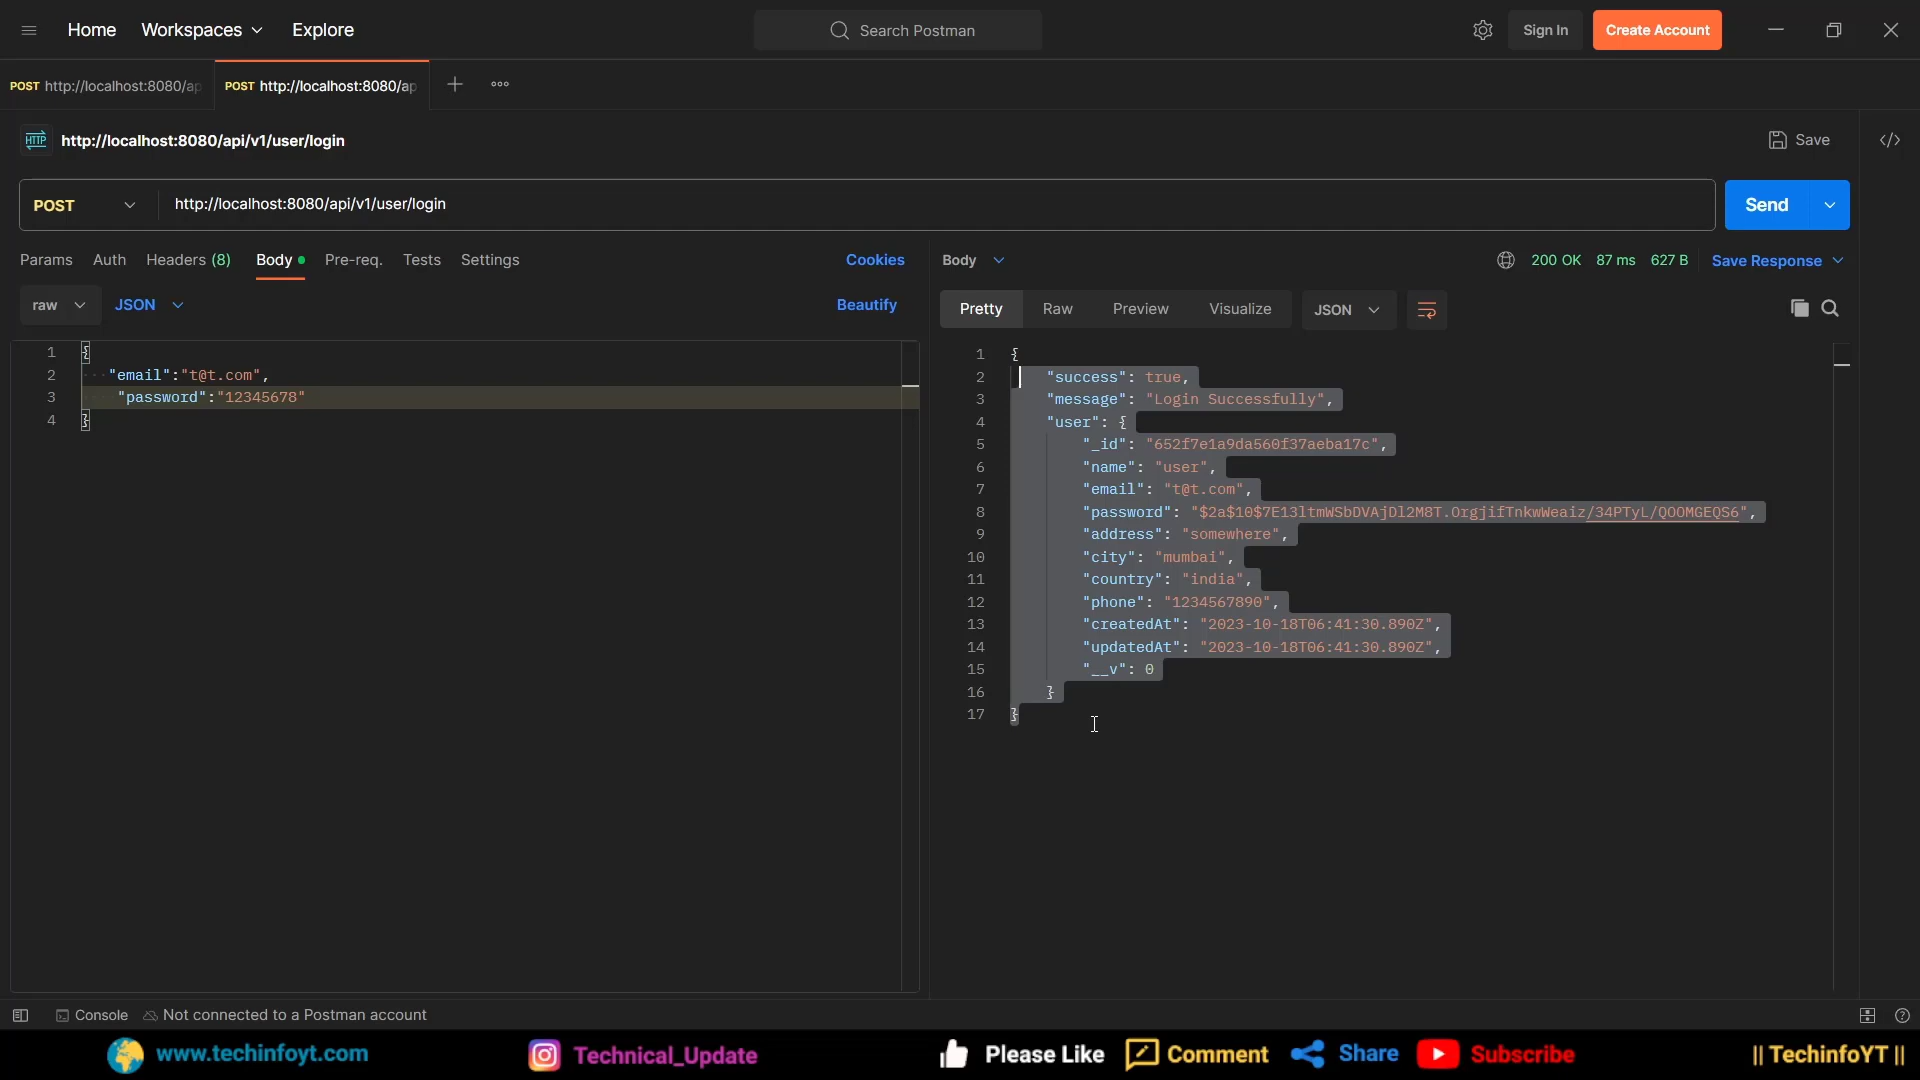 Home Workspaces Explore
Search Postman
Sign In Create Account
POST http://localhost:8080/ap
POST http://localhost:8080/ap
HTTP http://localhost:8080/api/v1/user/login
Save
POST http://localhost:8080/api/v1/user/login
Send
Params Auth Headers (8) Body Pre-req. Tests Settings Cookies
raw JSON Beautify
1 {
2 "email":"t@t.com",
3 "password":"12345678"
4 }
Body 200 OK 87 ms 627 B Save Response
Pretty Raw Preview Visualize JSON
1 {
2 "success": true,
3 "message": "Login Successfully",
4 "user": {
5 "_id": "652f7e1a9da560f37aeba17c",
6 "name": "user",
7 "email": "t@t.com",
8 "password": "$2a$10$7E13ltmWSbDVAjDl2M8T.OrgjifTnkwWeaiz/34PTyL/QOOMGEQS6",
9 "address": "somewhere",
10 "city": "mumbai",
11 "country": "india",
12 "phone": "1234567890",
13 "createdAt": "2023-10-18T06:41:30.890Z",
14 "updatedAt": "2023-10-18T06:41:30.890Z",
15 "__v": 0
16 }
17 }
Console Not connected to a Postman account
www.techinfoyt.com Technical_Update Please Like Comment Share Subscribe || TechinfoYT ||